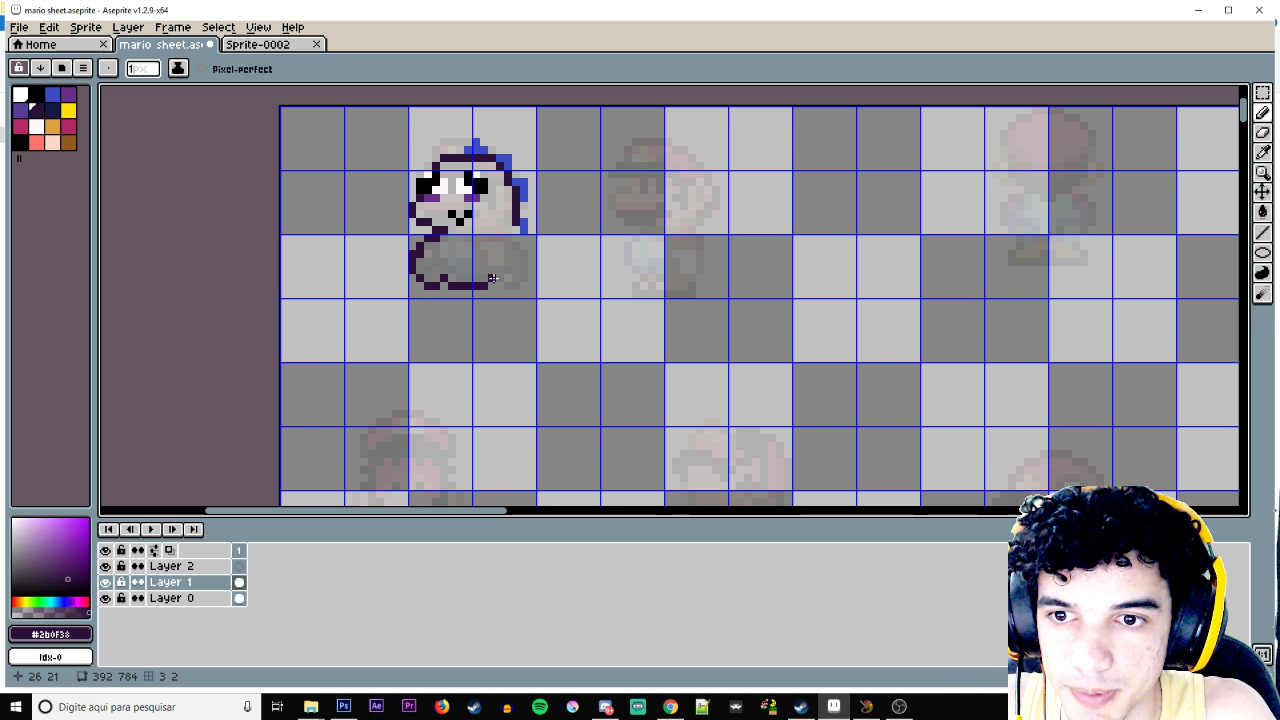 mario sheet.aseprite - Aseprite v1.2.9-x64
File Edit Sprite Layer Frame Select View Help
Home mario sheet.as Sprite-0002
1px Pixel-perfect
1
Layer 2
Layer 1
Layer 0
#2b0f38
Idx-0
26 21 392 784 3 2
Digite aqui para pesquisar